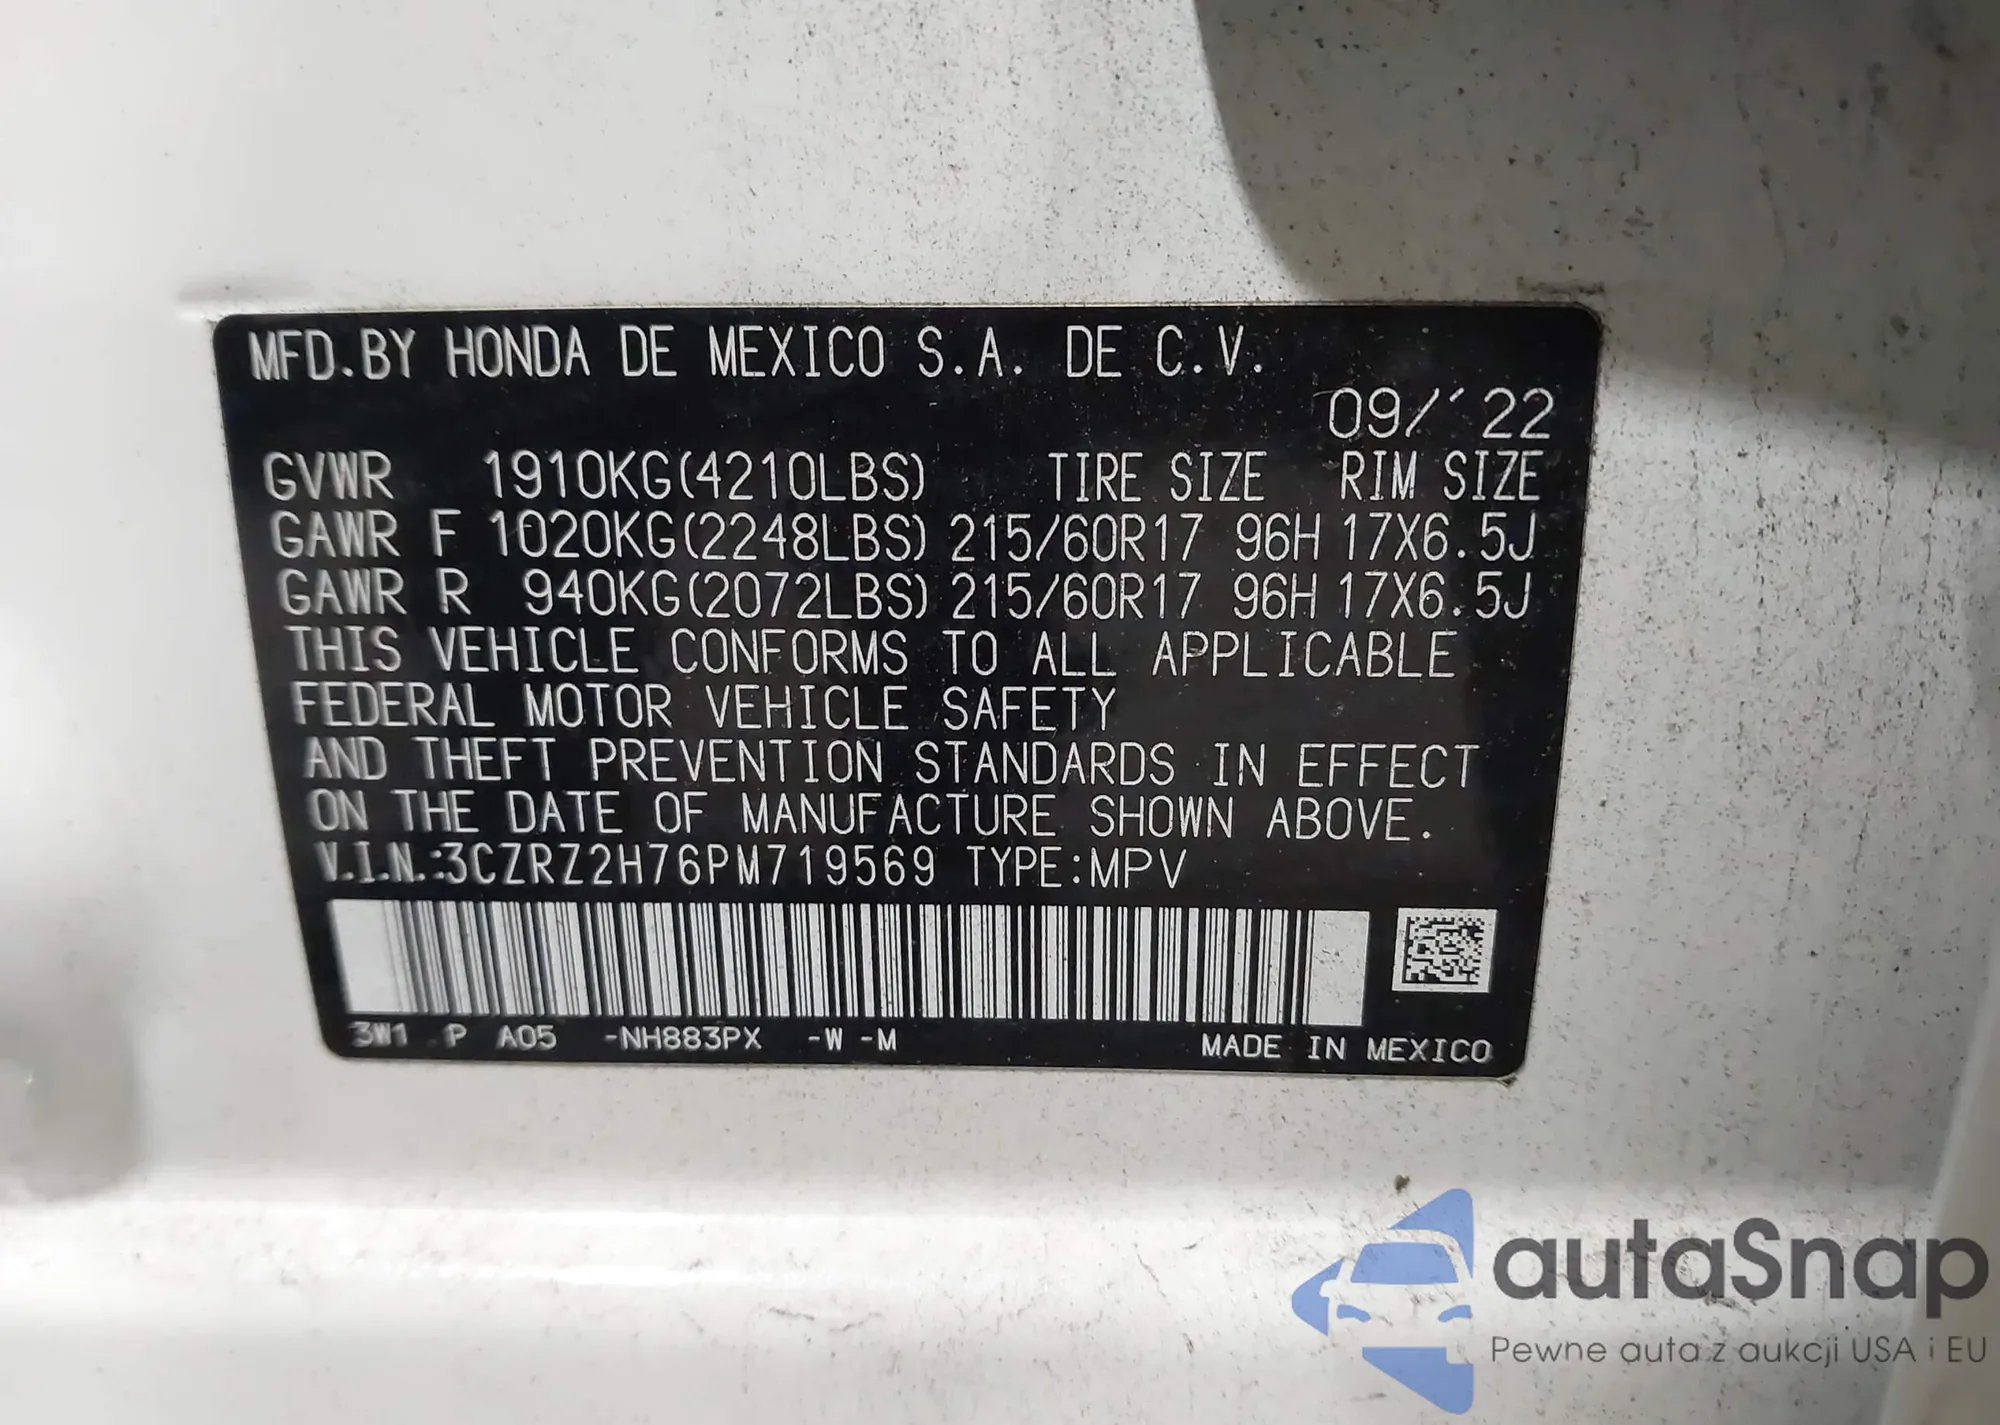 MFD.BY HONDA DE MEXICO S.A. DE C.V.
09/'22
GVWR 1910KG(4210LBS) TIRE SIZE RIM SIZE
GAWR F 1020KG(2248LBS) 215/60R17 96H 17X6.5J
GAWR R 940KG(2072LBS) 215/60R17 96H 17X6.5J
THIS VEHICLE CONFORMS TO ALL APPLICABLE
FEDERAL MOTOR VEHICLE SAFETY
AND THEFT PREVENTION STANDARDS IN EFFECT
ON THE DATE OF MANUFACTURE SHOWN ABOVE.
V.I.N.:3CZRZ2H76PM719569 TYPE:MPV
3W1 P A05 -NH883PX -W -M MADE IN MEXICO
autaSnap
Pewne auta z aukcji USA i EU